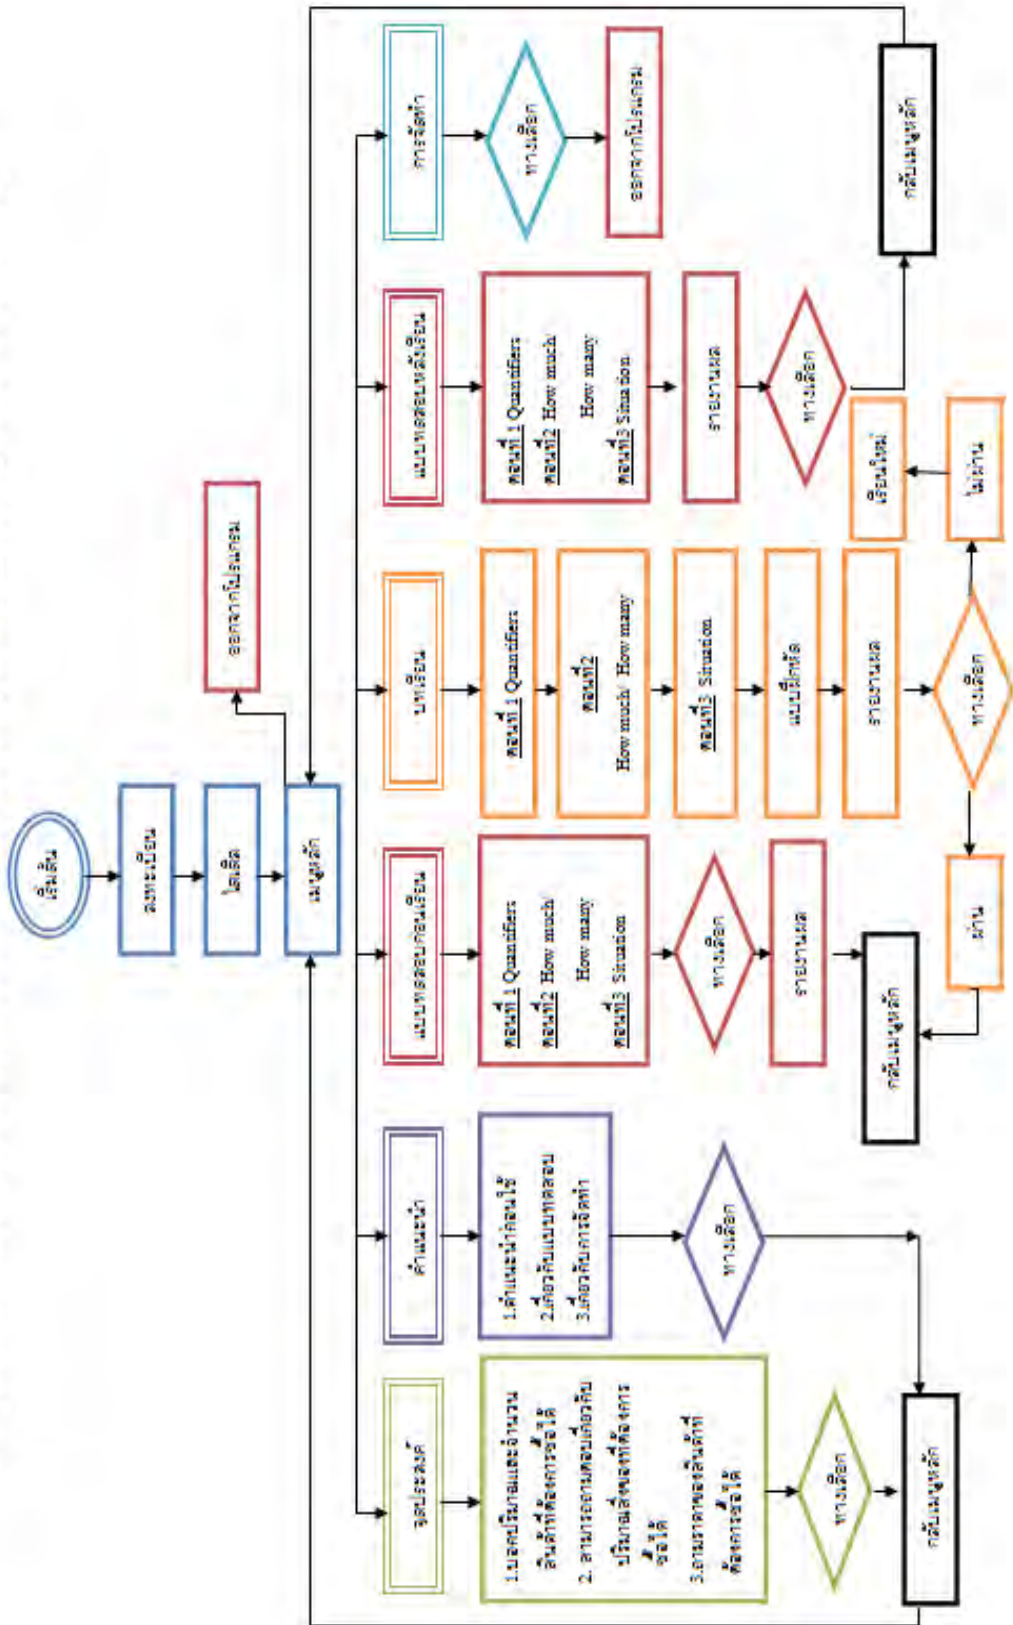 เริ่มต้น
ลงทะเบียน
ไตเติล
เมนูหลัก
ออกจากโปรแกรม
จุดประสงค์
1.บอกปริมาณและจำนวน
สินค้าที่ต้องการซื้อได้
2. สามารถถามตอบเกี่ยวกับ
ปริมาณสิ่งของที่ต้องการ
ซื้อได้
3.ถามราคาของสินค้าที่
ต้องการซื้อได้
ทางเลือก
กลับเมนูหลัก
คำแนะนำ
1.คำแนะนำก่อนใช้
2.เกี่ยวกับแบบทดสอบ
3.เกี่ยวกับการจัดทำ
ทางเลือก
แบบทดสอบก่อนเรียน
ตอนที่ 1 Quantifiers
ตอนที่2 How much/
How many
ตอนที่3 Situation
ทางเลือก
รายงานผล
กลับเมนูหลัก
บทเรียน
ตอนที่ 1 Quantifiers
ตอนที่2
How much/ How many
ตอนที่3 Situation
แบบฝึกหัด
รายงานผล
ทางเลือก
ผ่าน
ไม่ผ่าน
เรียนใหม่
แบบทดสอบหลังเรียน
ตอนที่ 1 Quantifiers
ตอนที่2 How much/
How many
ตอนที่3 Situation
รายงานผล
ทางเลือก
กลับเมนูหลัก
การจัดทำ
ทางเลือก
ออกจากโปรแกรม